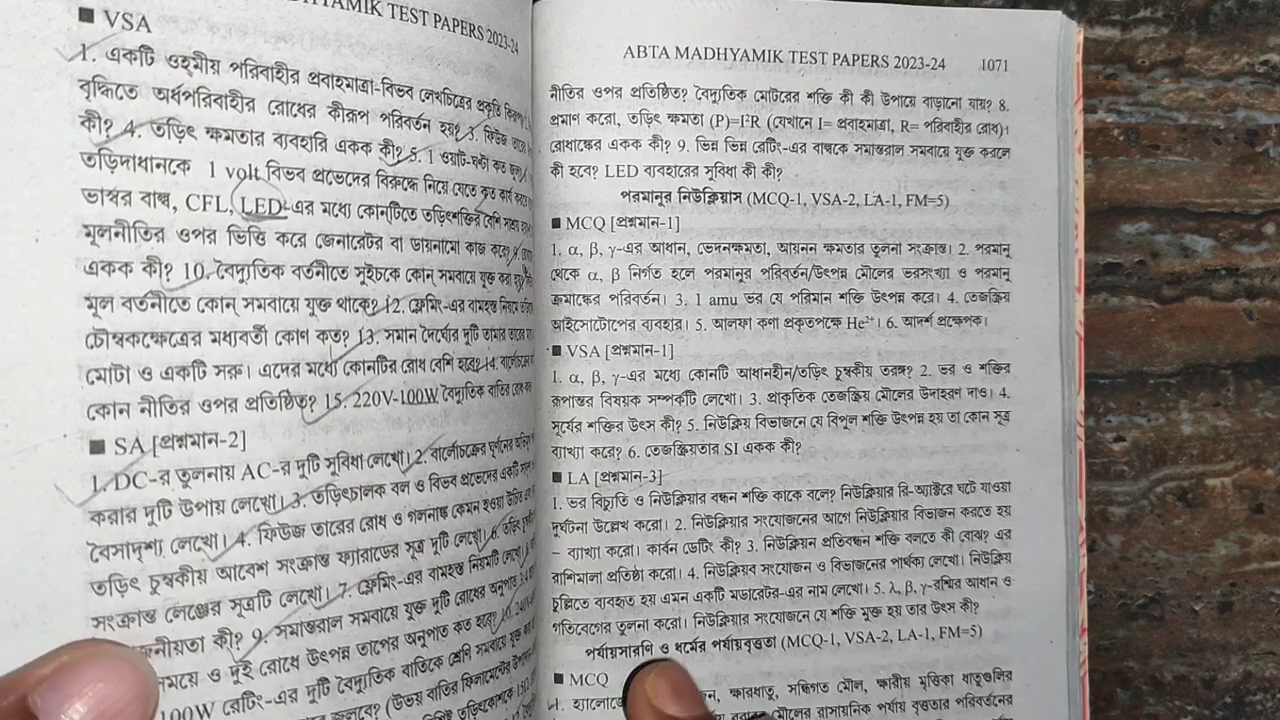 MADHYAMIK TEST PAPERS 2023-24
■ VSA
1. একটি ওহমীয় পরিবাহীর প্রবাহমাত্রা-বিভব লেখচিত্রের প্রকৃতি
বৃদ্ধিতে অর্ধপরিবাহীর রোধের কীরূপ পরিবর্তন হয়? 3. ফিউজ তারের
কী? 4. তড়িৎ ক্ষমতার ব্যবহারি একক কী? 5. 1 ওয়াট-ঘণ্টা কত
তড়িদাধানকে 1 volt বিভব প্রভেদের বিরুদ্ধে নিয়ে যেতে কৃত কার্য
ভাস্বর বাল্ব, CFL, LED-এর মধ্যে কোনটিতে তড়িৎশক্তির বেশি
মূলনীতির ওপর ভিত্তি করে জেনারেটর বা ডায়নামো কাজ করে?
একক কী? 10. বৈদ্যুতিক বর্তনীতে সুইচকে কোন্ সমবায়ে যুক্ত করা হয়?
মূল বর্তনীতে কোন্ সমবায়ে যুক্ত থাকে? 12. ফ্লেমিং-এর বামহস্ত নিয়মে
চৌম্বকক্ষেত্রের মধ্যবর্তী কোণ কত? 13. সমান দৈর্ঘ্যের দুটি তামার তারের
মোটা ও একটি সরু। এদের মধ্যে কোনটির রোধ বেশি হবে? 14. বার্লোচক্র
কোন নীতির ওপর প্রতিষ্ঠিত? 15. 220V-100W বৈদ্যুতিক বাতির রোধ কত?
■ SA [প্রশ্নমান-2]
1. DC-র তুলনায় AC-র দুটি সুবিধা লেখো। 2. বার্লোচক্রের ঘূর্ণনের
করার দুটি উপায় লেখো। 3. তড়িৎচালক বল ও বিভব প্রভেদের একটি
বৈসাদৃশ্য লেখো। 4. ফিউজ তারের রোধ ও গলনাঙ্ক কেমন হওয়া উচিত
তড়িৎ চুম্বকীয় আবেশ সংক্রান্ত ফ্যারাডের সূত্র দুটি লেখো। 6. তড়িৎ
সংক্রান্ত লেঞ্জের সূত্রটি লেখো। 7. ফ্লেমিং-এর বামহস্ত নিয়মটি লেখো।
কী? 9. সমান্তরাল সমবায়ে যুক্ত দুটি রোধের অনুপাত
সময়ে ও দুই রোধে উৎপন্ন তাপের অনুপাত কত হবে? 10. 240V
100W রেটিং-এর দুটি বৈদ্যুতিক বাতিকে শ্রেণি সমবায়ে যুক্ত
জ্বলবে? (উভয় বাতির ফিলামেন্টের
ABTA MADHYAMIK TEST PAPERS 2023-24 1071
নীতির ওপর প্রতিষ্ঠিত? বৈদ্যুতিক মোটরের শক্তি কী কী উপায়ে বাড়ানো যায়? 8.
প্রমাণ করো, তড়িৎ ক্ষমতা (P)=I²R (যেখানে I= প্রবাহমাত্রা, R= পরিবাহীর রোধ)।
রোধাঙ্কের একক কী? 9. ভিন্ন ভিন্ন রেটিং-এর বাল্বকে সমান্তরাল সমবায়ে যুক্ত করলে
কী হবে? LED ব্যবহারের সুবিধা কী কী?
পরমানুর নিউক্লিয়াস (MCQ-1, VSA-2, LA-1, FM=5)
■ MCQ [প্রশ্নমান-1]
1. α, β, γ-এর আধান, ভেদনক্ষমতা, আয়নন ক্ষমতার তুলনা সংক্রান্ত। 2. পরমানু
থেকে α, β নির্গত হলে পরমানুর পরিবর্তন/উৎপন্ন মৌলের ভরসংখ্যা ও পরমানু
ক্রমাঙ্কের পরিবর্তন। 3. 1 amu ভর যে পরিমান শক্তি উৎপন্ন করে। 4. তেজস্ক্রিয়
আইসোটোপের ব্যবহার। 5. আলফা কণা প্রকৃতপক্ষে He²⁺। 6. আদর্শ প্রক্ষেপক।
■ VSA [প্রশ্নমান-1]
1. α, β, γ-এর মধ্যে কোনটি আধানহীন/তড়িৎ চুম্বকীয় তরঙ্গ? 2. ভর ও শক্তির
রূপান্তর বিষয়ক সম্পর্কটি লেখো। 3. প্রাকৃতিক তেজস্ক্রিয় মৌলের উদাহরণ দাও। 4.
সূর্যের শক্তির উৎস কী? 5. নিউক্লিয় বিভাজনে যে বিপুল শক্তি উৎপন্ন হয় তা কোন সূত্র
ব্যাখ্যা করে? 6. তেজস্ক্রিয়তার SI একক কী?
■ LA [প্রশ্নমান-3]
1. ভর বিচ্যুতি ও নিউক্লিয়ার বন্ধন শক্তি কাকে বলে? নিউক্লিয়ার রি-অ্যাক্টরে ঘটে যাওয়া
দুর্ঘটনা উল্লেখ করো। 2. নিউক্লিয়ার সংযোজনের আগে নিউক্লিয়ার বিভাজন করতে হয়
– ব্যাখ্যা করো। কার্বন ডেটিং কী? 3. নিউক্লিয়ন প্রতিবন্ধন শক্তি বলতে কী বোঝ? এর
রাশিমালা প্রতিষ্ঠা করো। 4. নিউক্লিয়ব সংযোজন ও বিভাজনের পার্থক্য লেখো। নিউক্লিয়
চুল্লিতে ব্যবহৃত হয় এমন একটি মডারেটর-এর নাম লেখো। 5. λ, β, γ-রশ্মির আধান ও
গতিবেগের তুলনা করো। নিউক্লিয়ার সংযোজনে যে শক্তি মুক্ত হয় তার উৎস কী?
পর্যায়সারণি ও ধর্মের পর্যায়বৃত্ততা (MCQ-1, VSA-2, LA-1, FM=5)
■ MCQ
1. হ্যালোজেন, ক্ষারধাতু, সন্ধিগত মৌল, ক্ষারীয় মৃত্তিকা ধাতুগুলির
মৌলের রাসায়নিক পর্যায় বৃত্ততার পরিবর্তনের